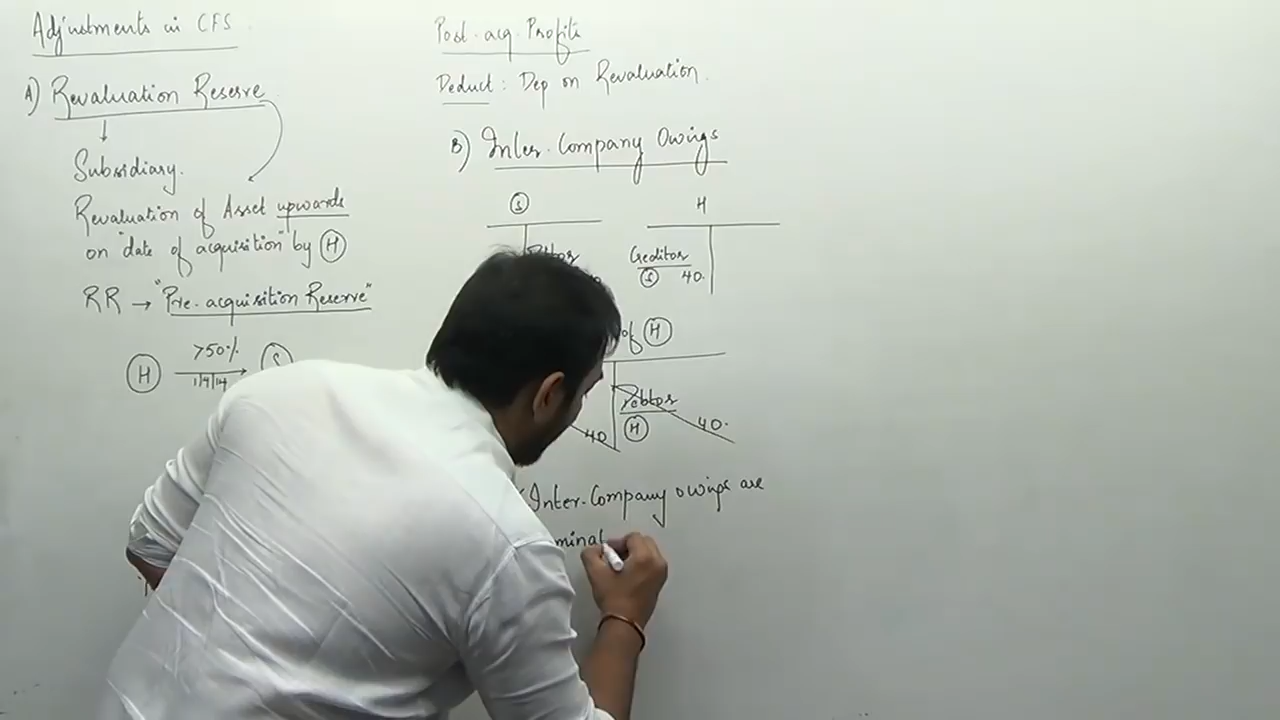 Adjustments in CFS
A) Revaluation Reserve
Subsidiary.
Revaluation of Asset upwards
on "date of acquisition" by H
RR → "Pre-acquisition Reserve"
H >50% S
1/4/14
Post-acq. Profits
Deduct: Dep on Revaluation.
B) Inter-Company Owings
S H
Creditor
S 40.
of H
Debtor
40 H 40.
Inter-Company owings are
minat